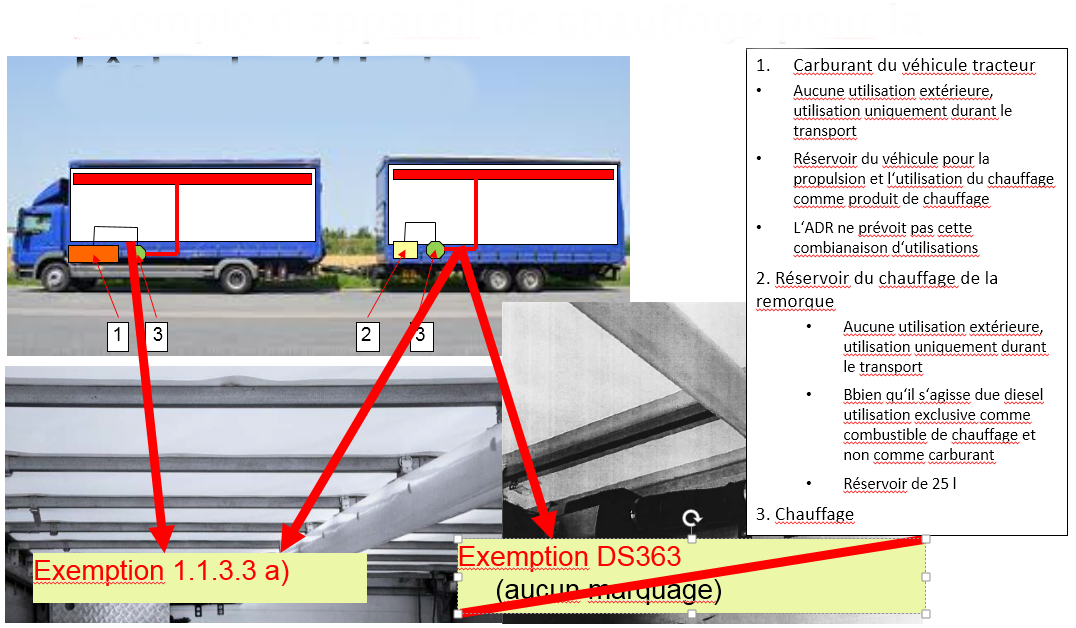 1. Carburant du véhicule tracteur
• Aucune utilisation extérieure,
utilisation uniquement durant le
transport
• Réservoir du véhicule pour la
propulsion et l‘utilisation du chauffage
comme produit de chauffage
• L‘ADR ne prévoit pas cette
combianaison d‘utilisations
2. Réservoir du chauffage de la
remorque
• Aucune utilisation extérieure,
utilisation uniquement durant
le transport
• Bbien qu‘il s‘agisse due diesel
utilisation exclusive comme
combustible de chauffage et
non comme carburant
• Réservoir de 25 l
3. Chauffage
1 3 2 3
Exemption 1.1.3.3 a)
Exemption DS363
(aucun marquage)